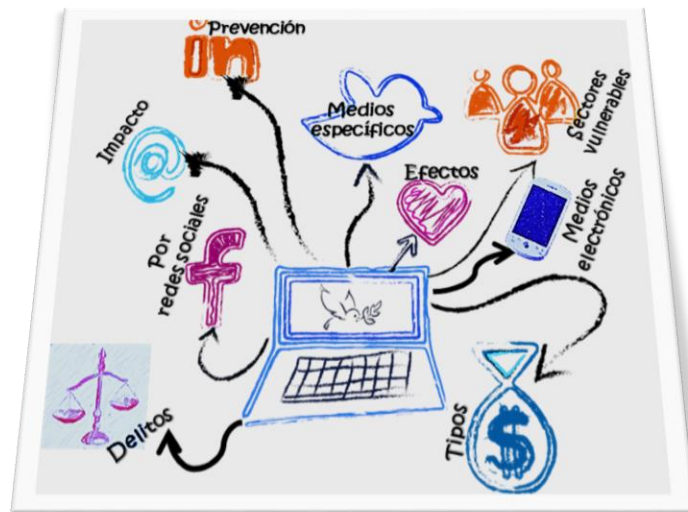 Prevención
in
Impacto
@
Medios
específicos
Sectores
vulnerables
Efectos
Medios
electrónicos
Por
redes sociales
f
Delitos
Tipos
$